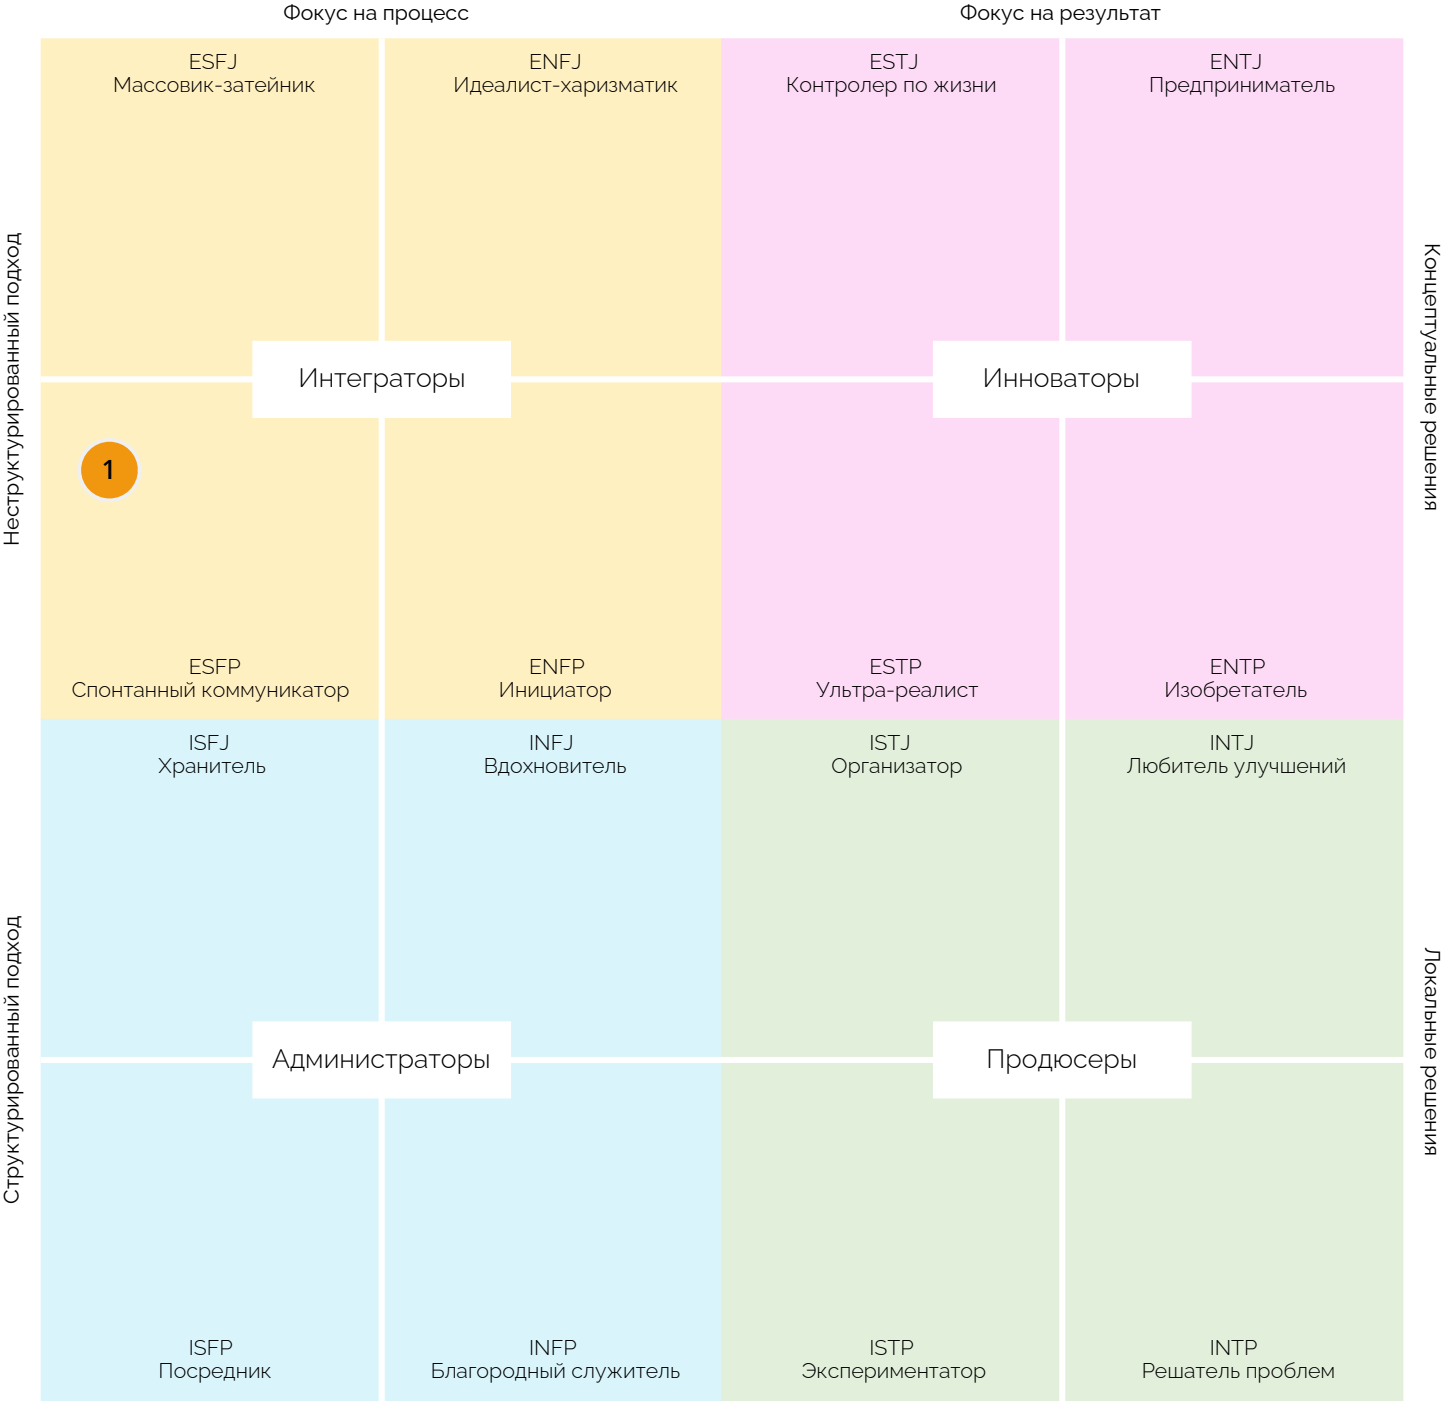 Фокус на процесс
Фокус на результат
ESFJ
Массовик-затейник
ENFJ
Идеалист-харизматик
ESTJ
Контролер по жизни
ENTJ
Предприниматель
Неструктурированный подход
Концептуальные решения
Интеграторы
Инноваторы
1
ESFP
Спонтанный коммуникатор
ENFP
Инициатор
ESTP
Ультра-реалист
ENTP
Изобретатель
ISFJ
Хранитель
INFJ
Вдохновитель
ISTJ
Организатор
INTJ
Любитель улучшений
Структурированный подход
Локальные решения
Администраторы
Продюсеры
ISFP
Посредник
INFP
Благородный служитель
ISTP
Экспериментатор
INTP
Решатель проблем